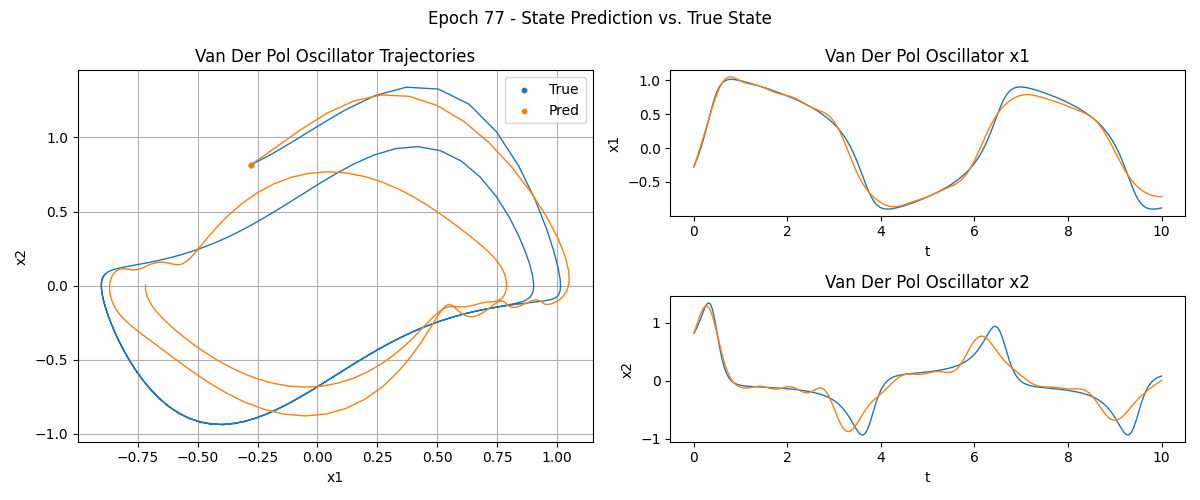 Epoch 77 - State Prediction vs. True State
Van Der Pol Oscillator Trajectories
True
Pred
1.0
0.5
0.0
−0.5
−1.0
x2
−0.75
−0.50
−0.25
0.00
0.25
0.50
0.75
1.00
x1
Van Der Pol Oscillator x1
1.0
0.5
0.0
−0.5
x1
0
2
4
6
8
10
t
Van Der Pol Oscillator x2
1
0
−1
x2
0
2
4
6
8
10
t